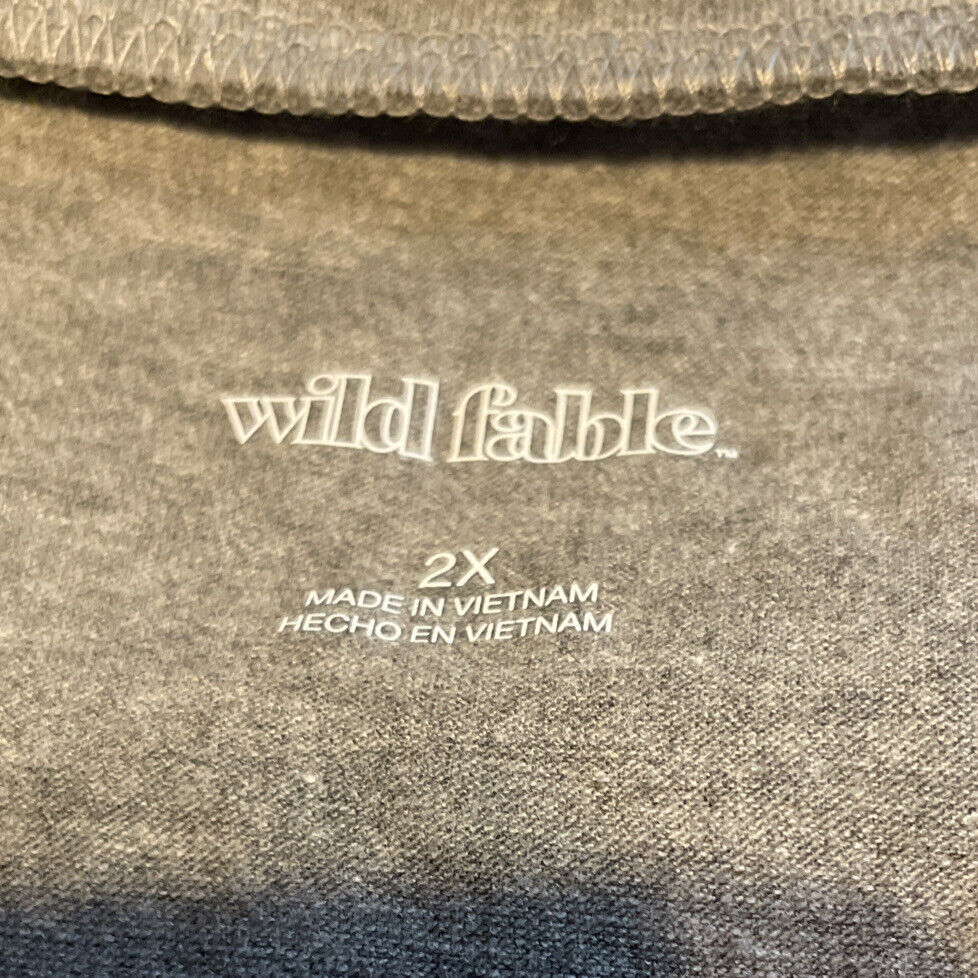 wild fable™
2X
MADE IN VIETNAM
HECHO EN VIETNAM